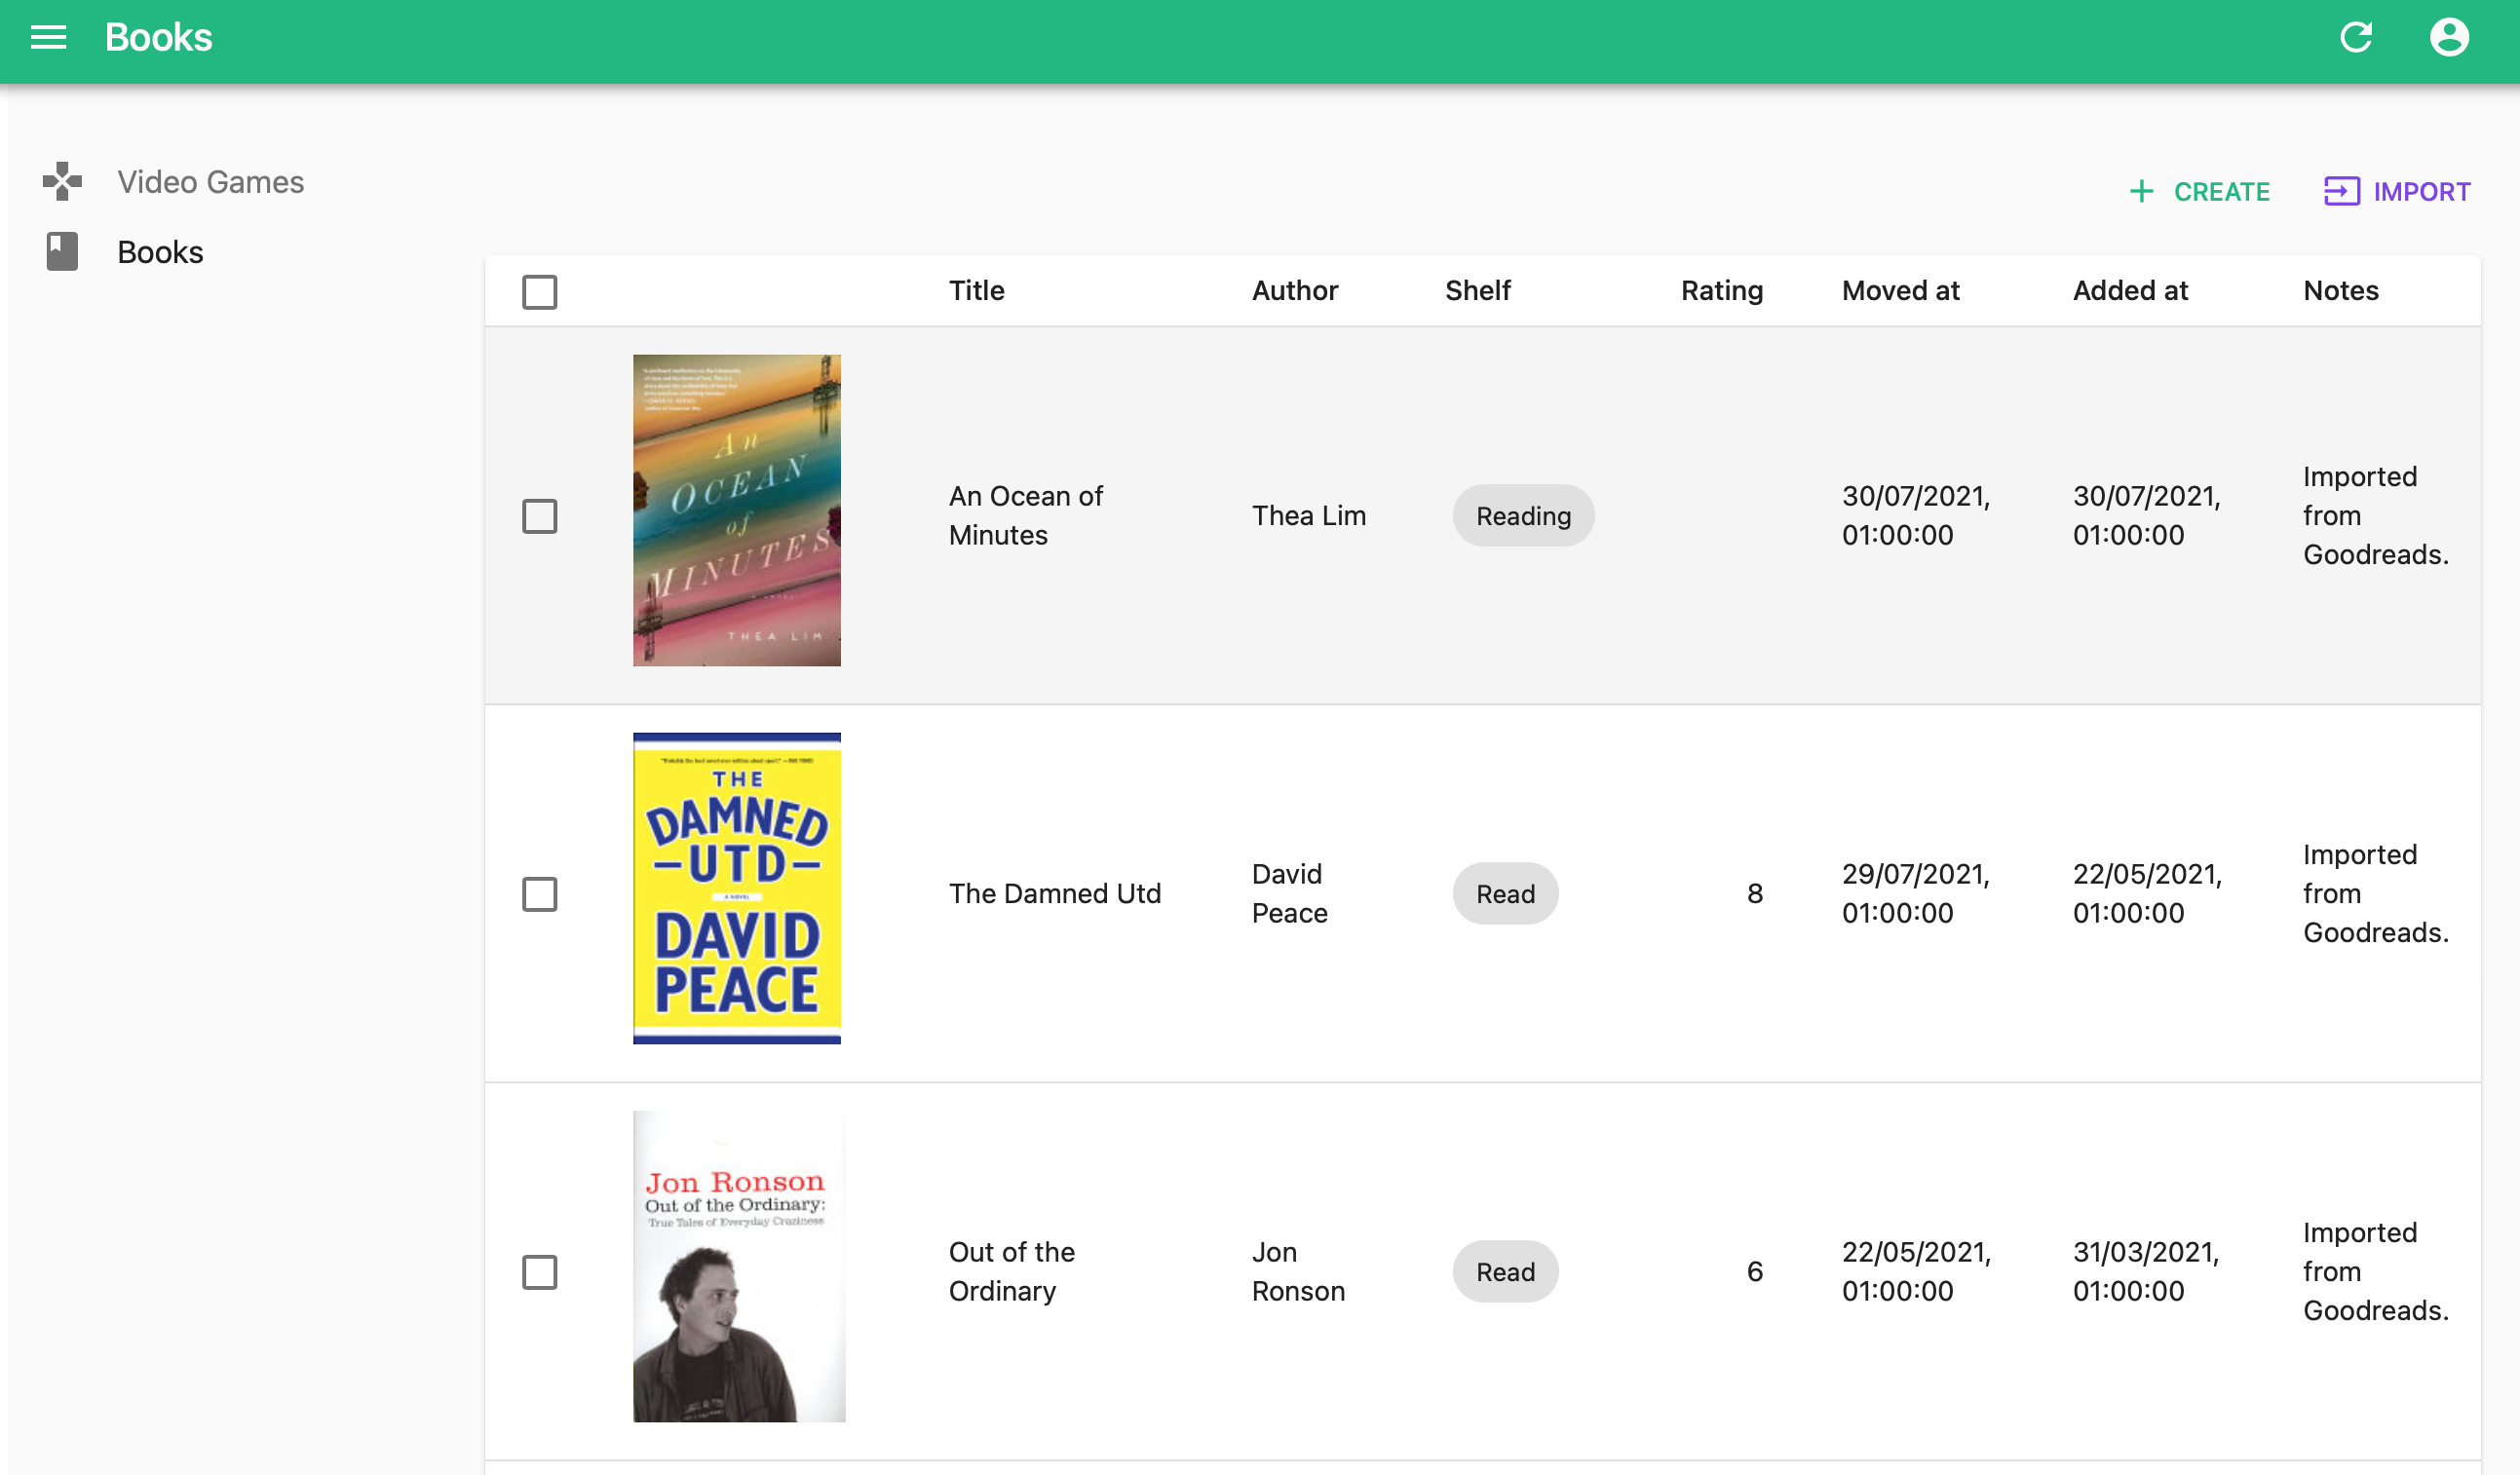 Books
Video Games
Books
CREATE
IMPORT
Title Author Shelf Rating Moved at Added at Notes
An
OCEAN
of
MINUTES
THEA LIM
An Ocean of
Minutes
Thea Lim
Reading
30/07/2021,
01:00:00
30/07/2021,
01:00:00
Imported
from
Goodreads.
THE
DAMNED
UTD
A NOVEL
DAVID
PEACE
The Damned Utd
David
Peace
Read
8
29/07/2021,
01:00:00
22/05/2021,
01:00:00
Imported
from
Goodreads.
Jon Ronson
Out of the Ordinary:
True Tales of Everyday Craziness
Out of the
Ordinary
Jon
Ronson
Read
6
22/05/2021,
01:00:00
31/03/2021,
01:00:00
Imported
from
Goodreads.